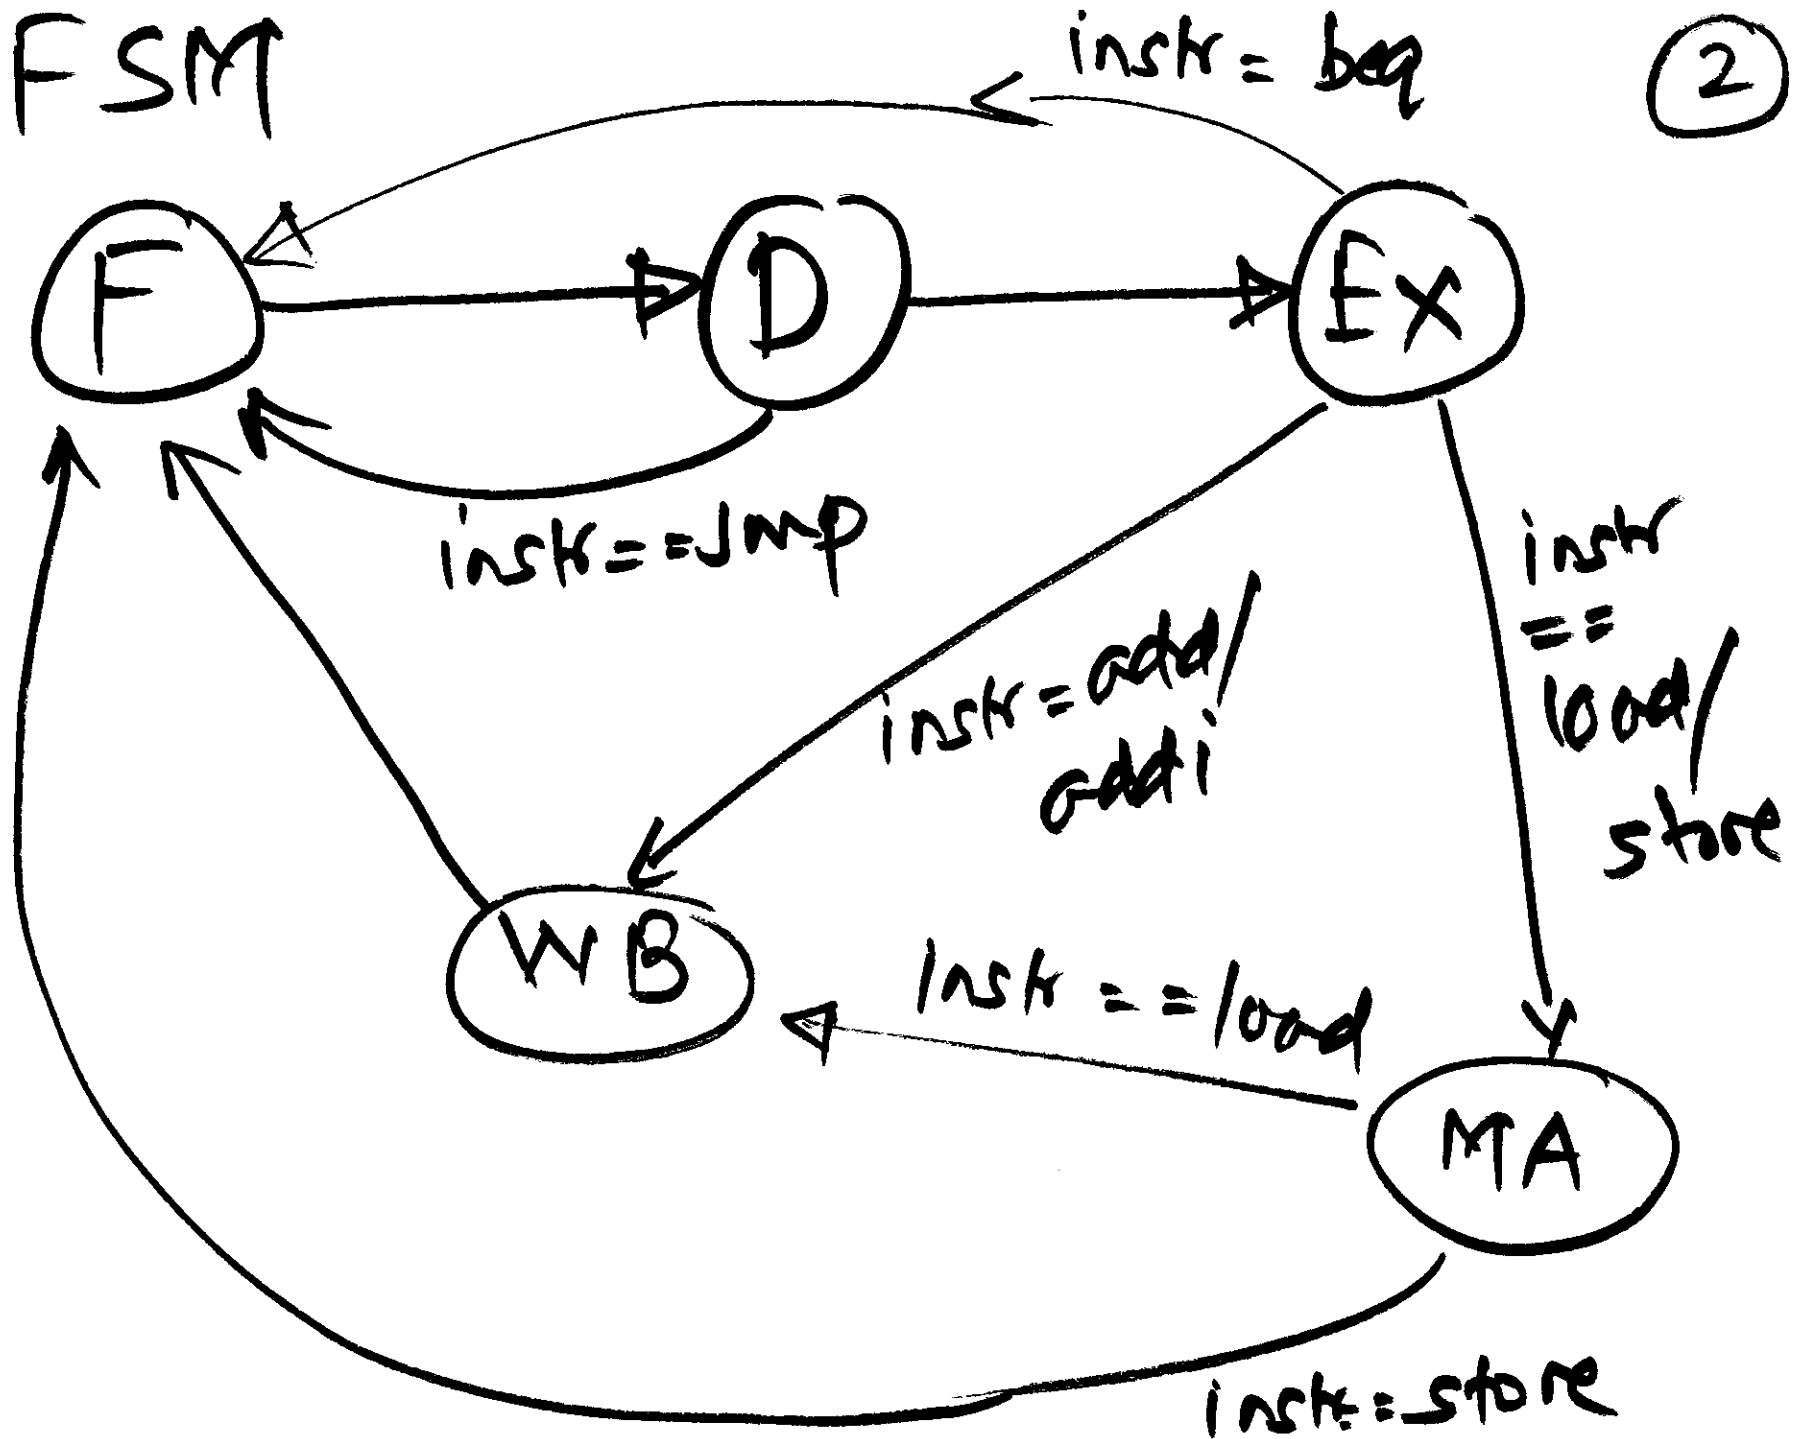 FSM
instr = beq
2
F
D
Ex
instr == Jmp
instr
==
load/
store
instr = add/
addi
WB
Instr == load
MA
instr = store